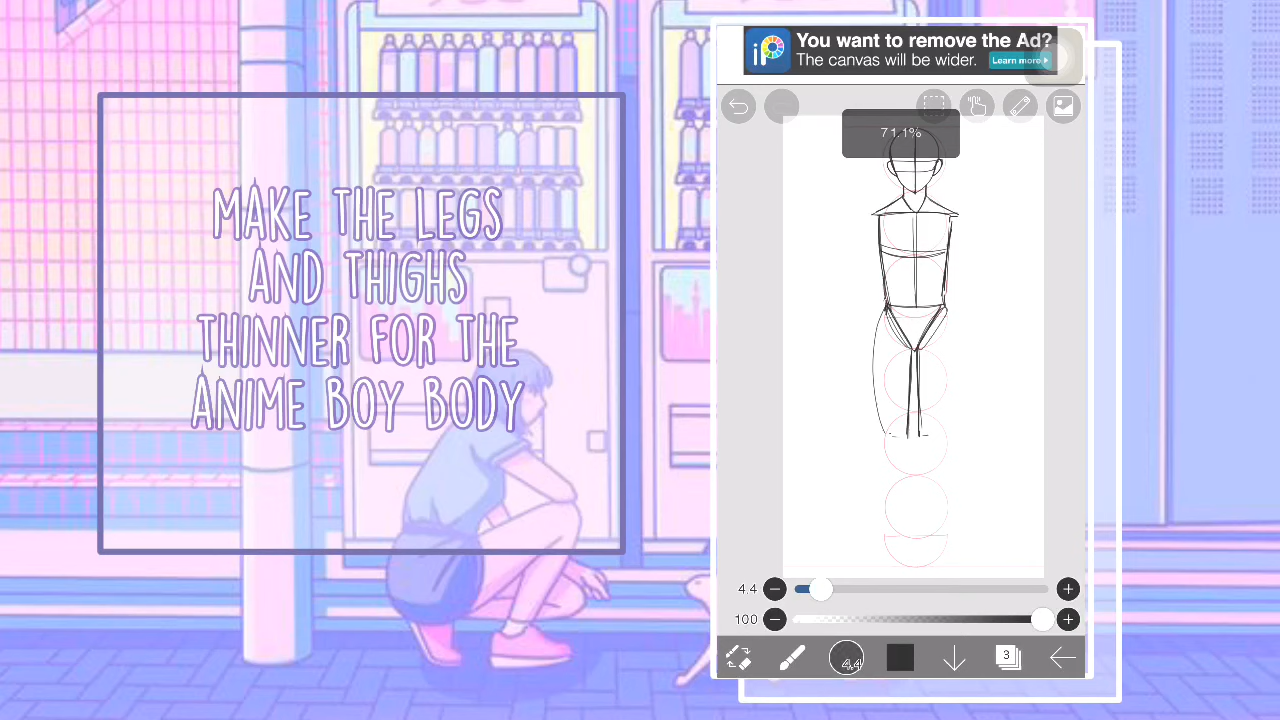 MAKE THE LEGS
AND THIGHS
THINNER FOR THE
ANIME BOY BODY
iP
You want to remove the Ad?
The canvas will be wider.
Learn more
71.1%
4.4
100
4.4
3